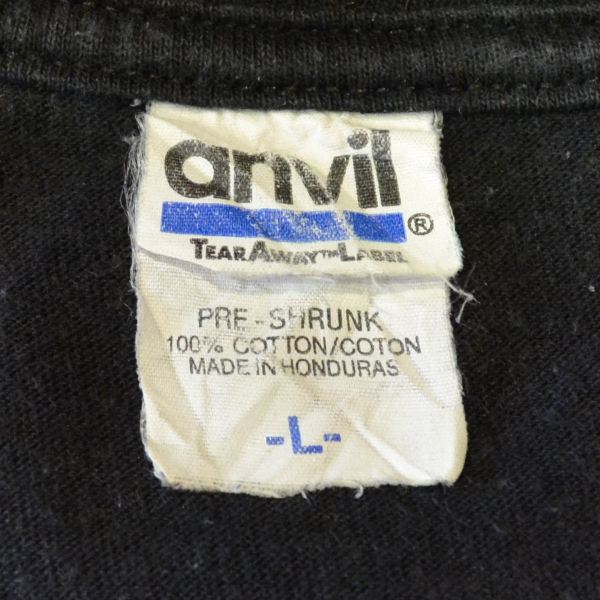 anvil
®
TEARAWAY™LABEL
PRE-SHRUNK
100% COTTON/COTON
MADE IN HONDURAS
-L-